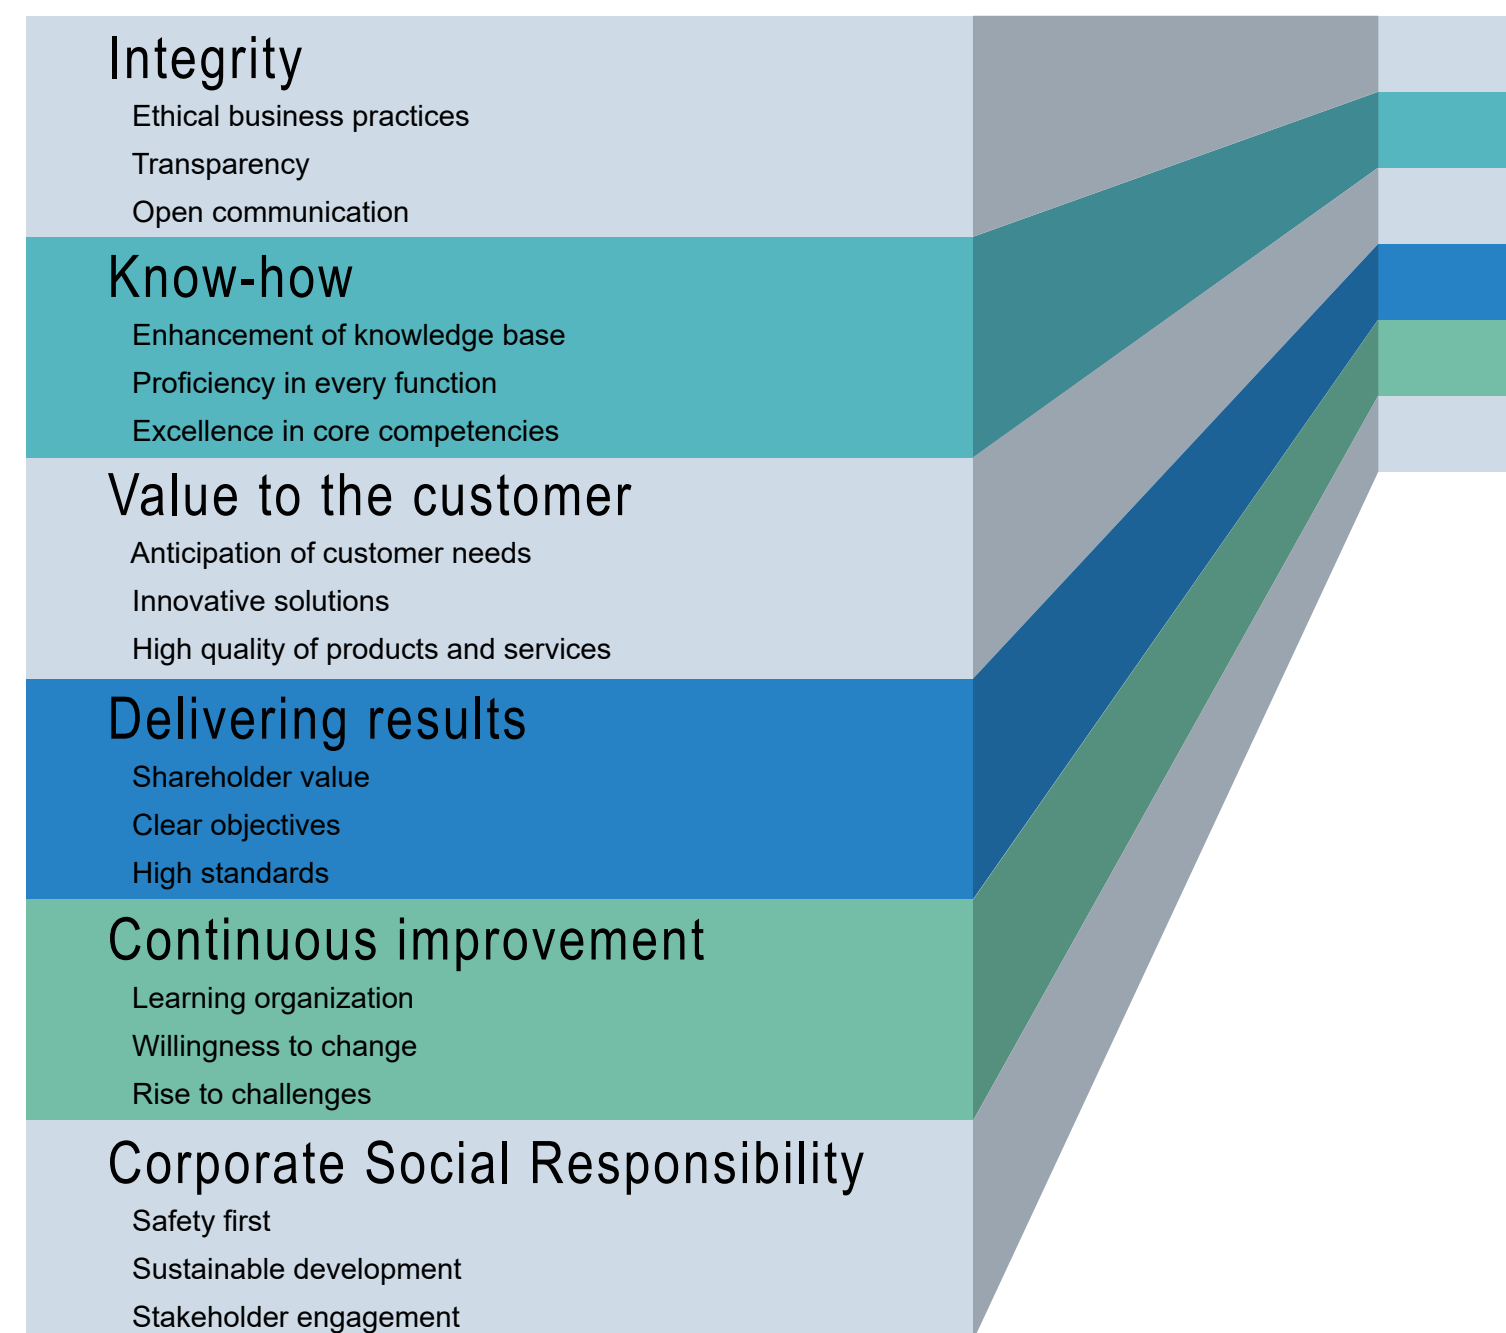 Integrity
Ethical business practices
Transparency
Open communication
Know-how
Enhancement of knowledge base
Proficiency in every function
Excellence in core competencies
Value to the customer
Anticipation of customer needs
Innovative solutions
High quality of products and services
Delivering results
Shareholder value
Clear objectives
High standards
Continuous improvement
Learning organization
Willingness to change
Rise to challenges
Corporate Social Responsibility
Safety first
Sustainable development
Stakeholder engagement